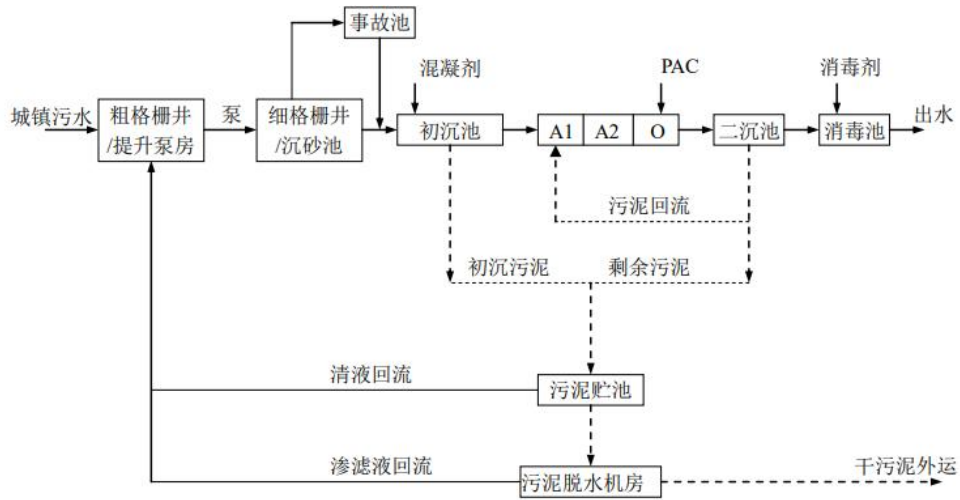 事故池
混凝剂
PAC
消毒剂
城镇污水
粗格栅井
/提升泵房
泵
细格栅井
/沉砂池
初沉池
A1
A2
O
二沉池
消毒池
出水
污泥回流
初沉污泥
剩余污泥
清液回流
污泥贮池
渗滤液回流
污泥脱水机房
干污泥外运